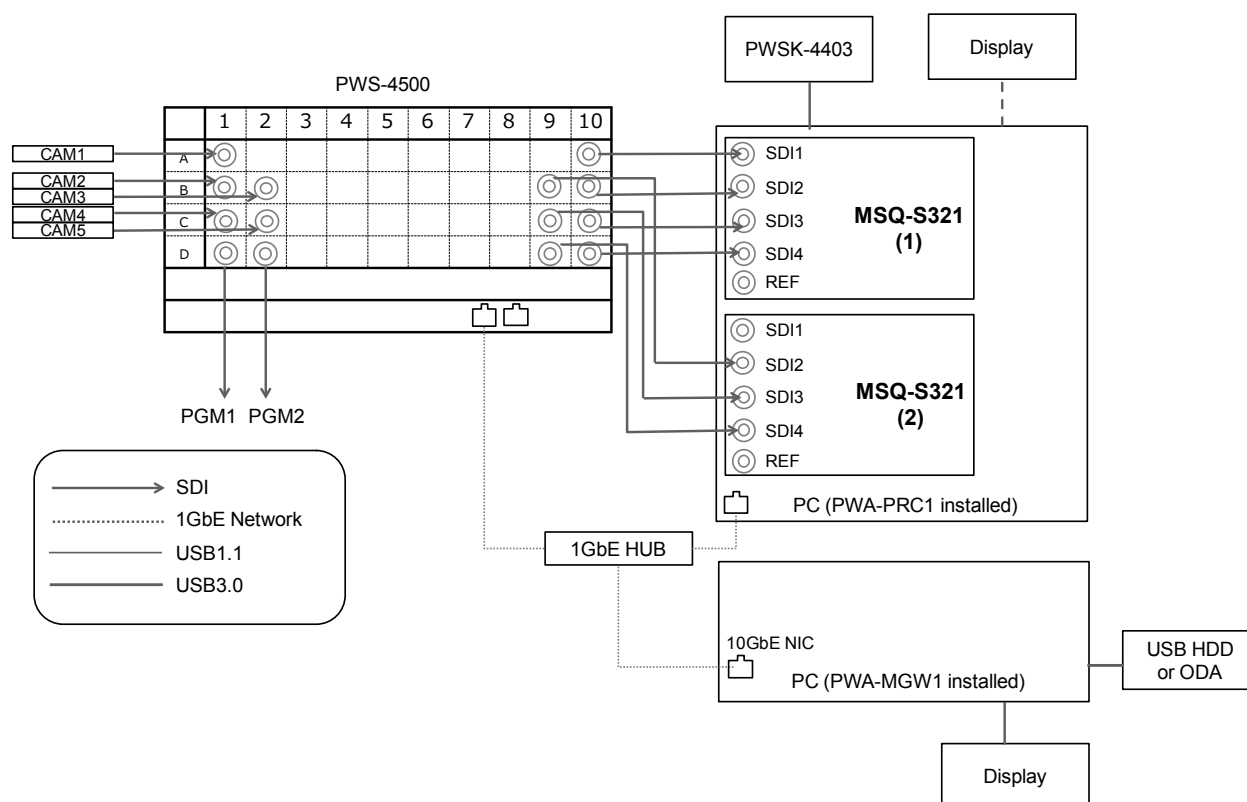 PWSK-4403
Display
PWS-4500
1 2 3 4 5 6 7 8 9 10
CAM1
A
CAM2
B
CAM3
CAM4
C
CAM5
D
SDI1
SDI2
SDI3
SDI4
REF
MSQ-S321
(1)
SDI1
SDI2
SDI3
SDI4
REF
MSQ-S321
(2)
PC (PWA-PRC1 installed)
PGM1 PGM2
SDI
1GbE Network
USB1.1
USB3.0
1GbE HUB
10GbE NIC
PC (PWA-MGW1 installed)
USB HDD
or ODA
Display